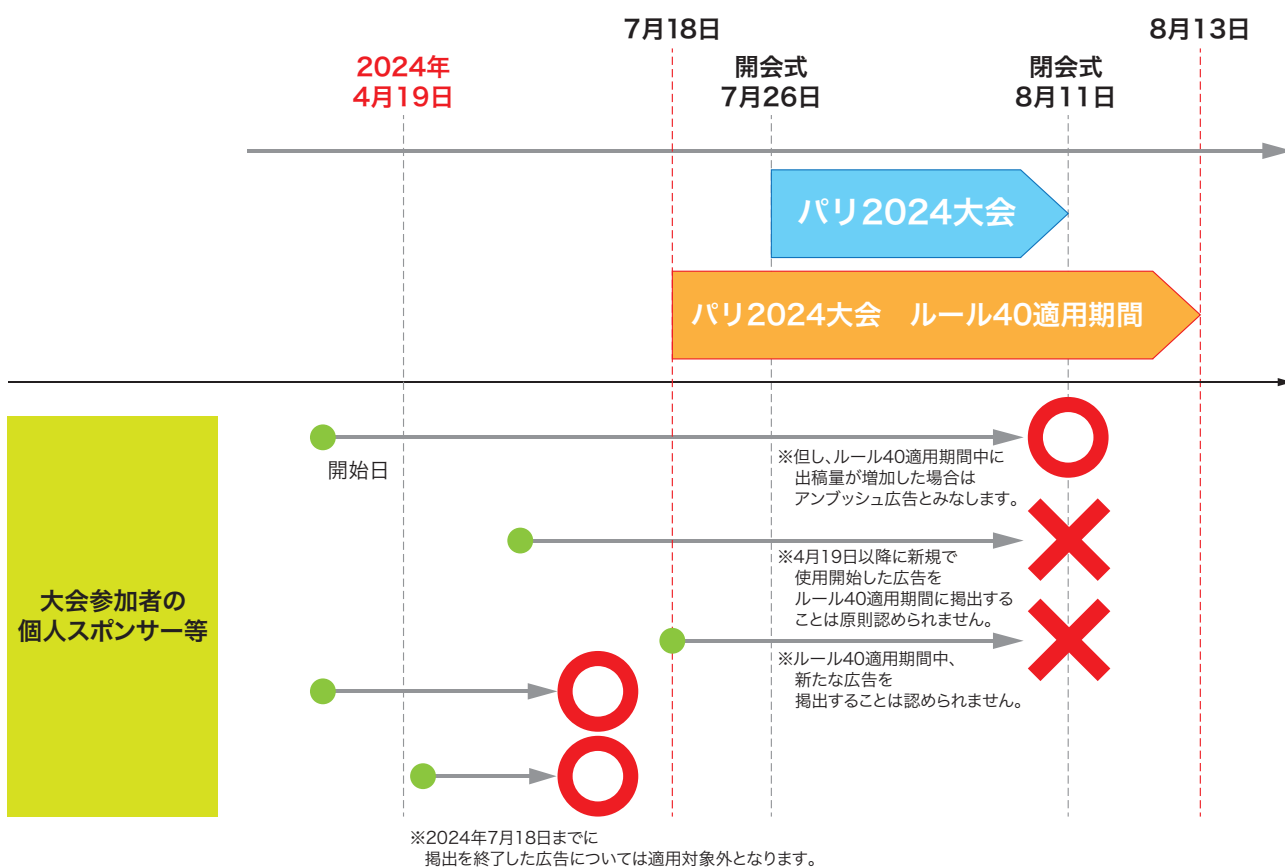 7月18日
8月13日
2024年
4月19日
開会式
7月26日
閉会式
8月11日
パリ2024大会
パリ2024大会　ルール40適用期間
開始日
※但し、ルール40適用期間中に
出稿量が増加した場合は
アンブッシュ広告とみなします。
※4月19日以降に新規で
使用開始した広告を
ルール40適用期間に掲出する
ことは原則認められません。
大会参加者の
個人スポンサー等
※ルール40適用期間中、
新たな広告を
掲出することは認められません。
※2024年7月18日までに
掲出を終了した広告については適用対象外となります。